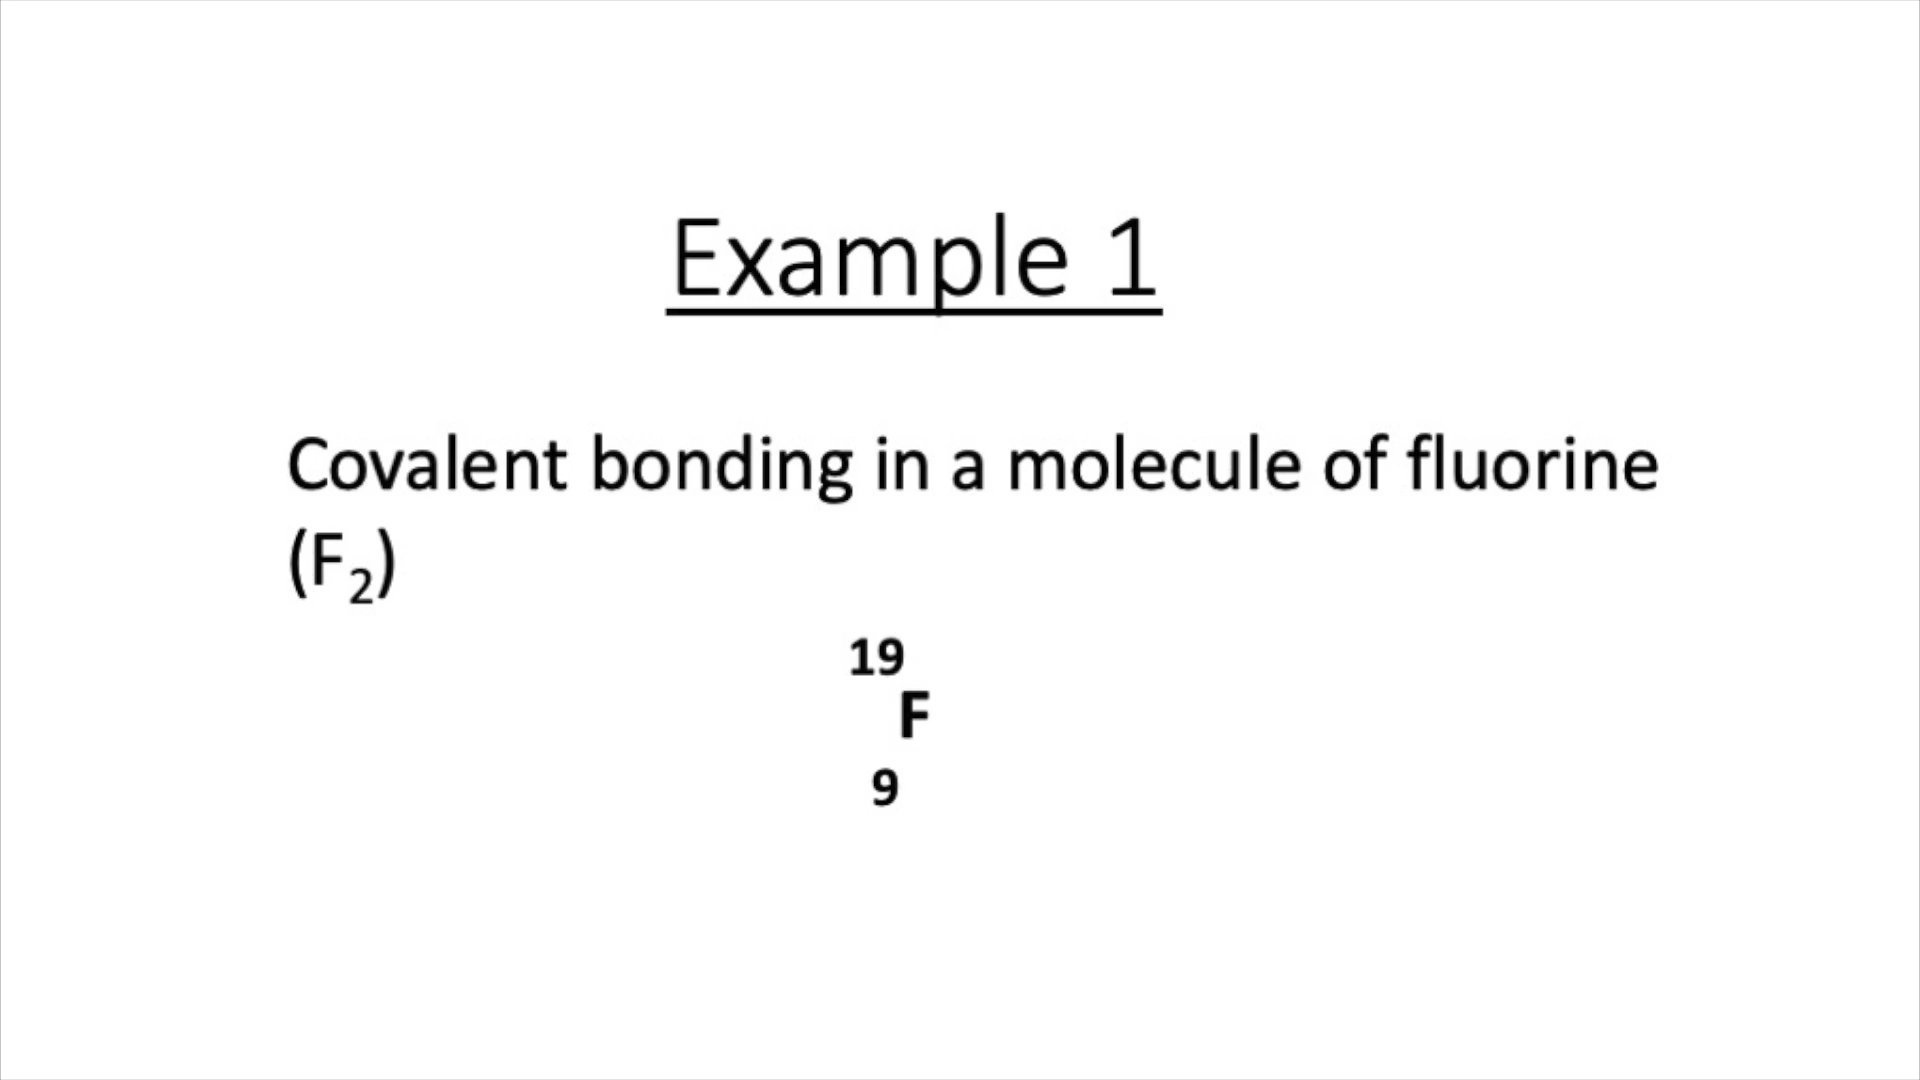 Example 1
Covalent bonding in a molecule of fluorine
(F₂)
19
F
9